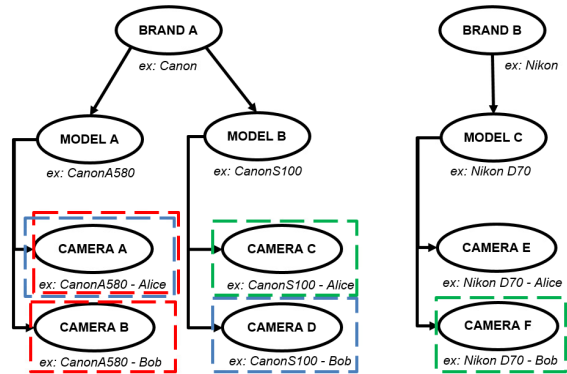 BRAND A
ex: Canon
BRAND B
ex: Nikon
MODEL A
ex: CanonA580
MODEL B
ex: CanonS100
MODEL C
ex: Nikon D70
CAMERA A
ex: CanonA580 - Alice
CAMERA C
ex: CanonS100 - Alice
CAMERA E
ex: Nikon D70 - Alice
CAMERA B
ex: CanonA580 - Bob
CAMERA D
ex: CanonS100 - Bob
CAMERA F
ex: Nikon D70 - Bob